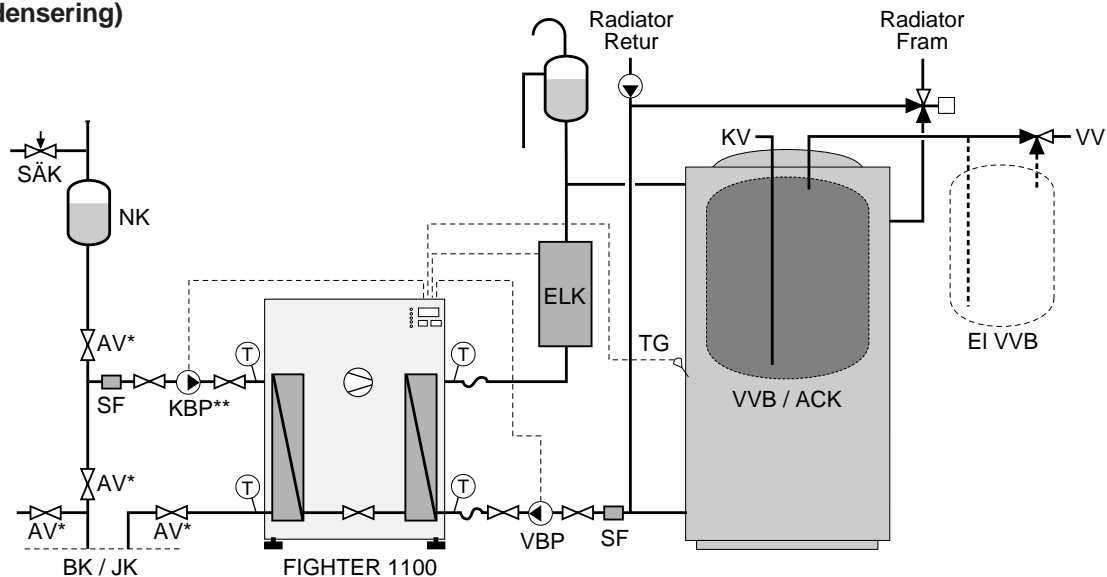 densering)
Radiator
Retur
Radiator
Fram
SÄK
NK
KV
VV
ELK
AV*
TG
EI VVB
T
T
SF
KBP**
VVB / ACK
AV*
T
T
AV*
AV*
VBP
SF
BK / JK
FIGHTER 1100